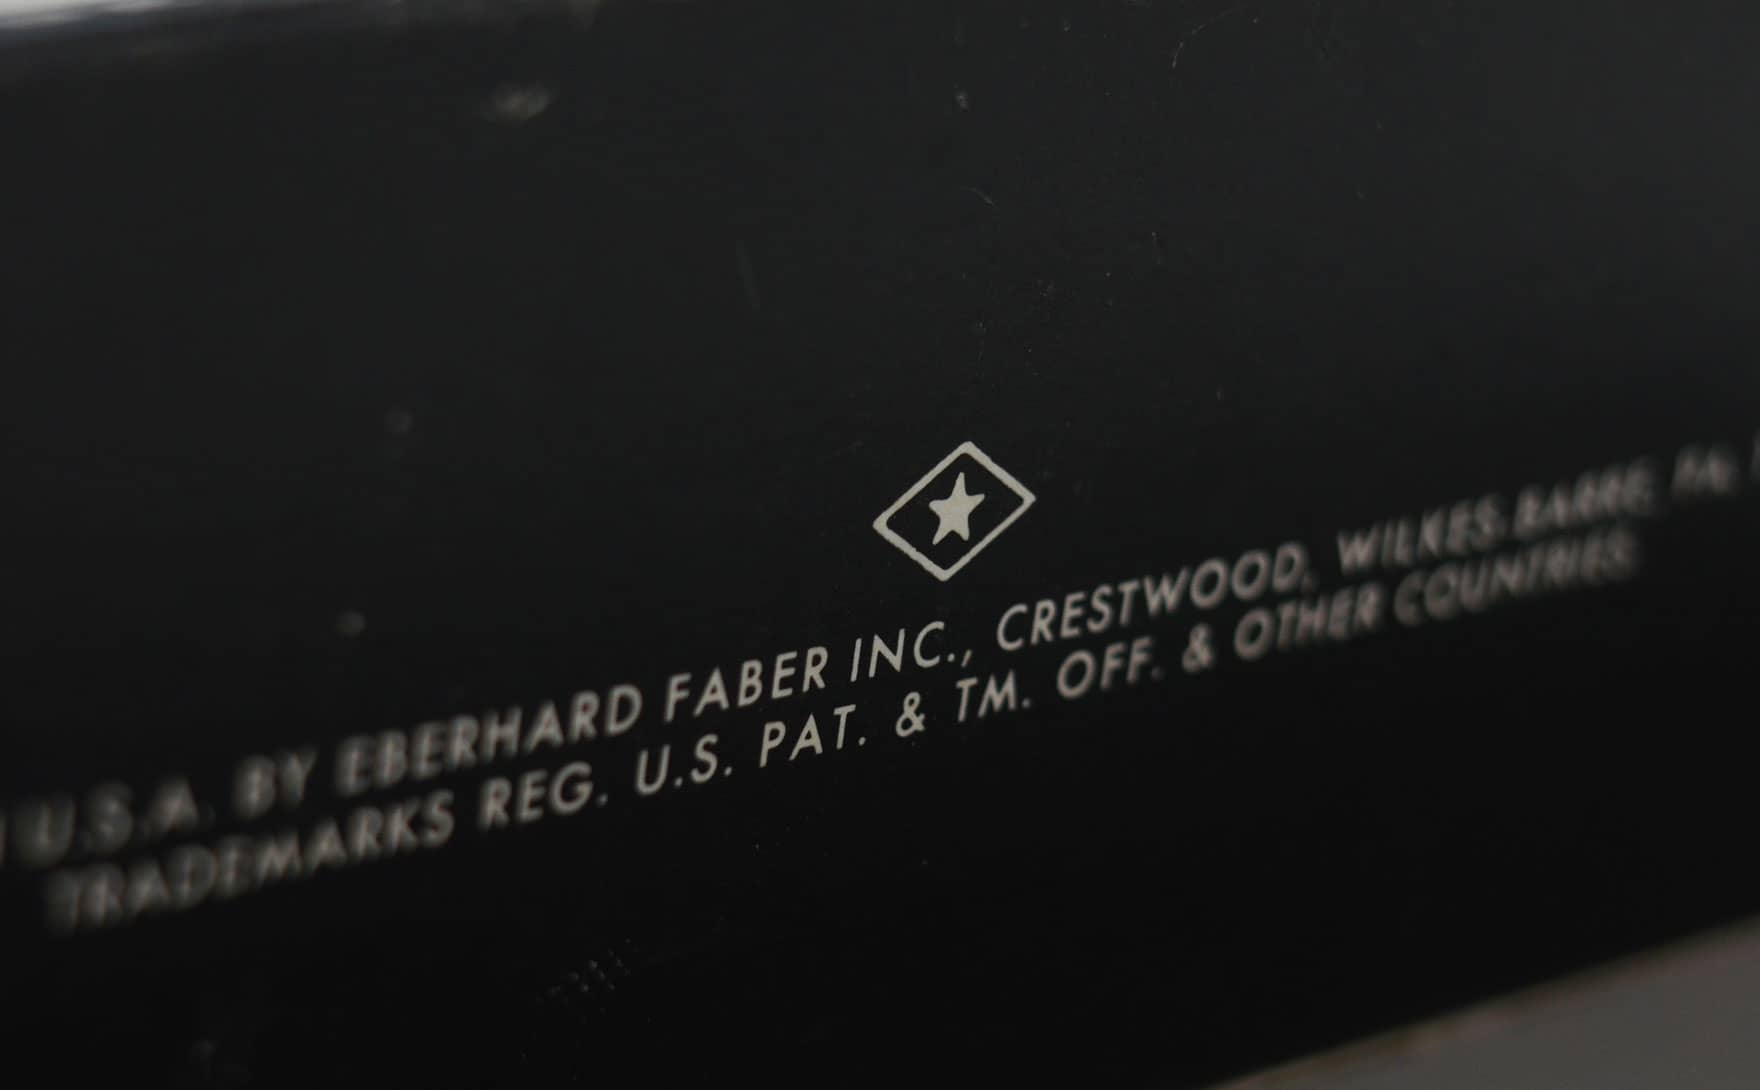 U.S.A. BY EBERHARD FABER INC., CRESTWOOD, WILKES-BARRE, PA.
TRADEMARKS REG. U.S. PAT. & TM. OFF. & OTHER COUNTRIES